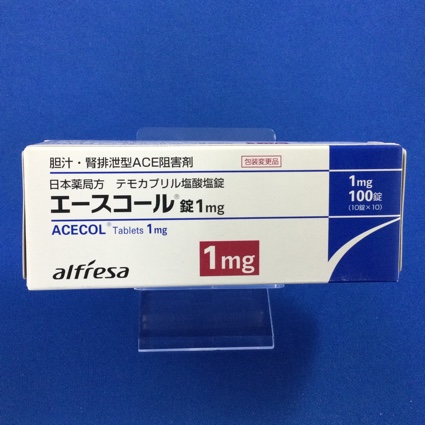 胆汁・腎排泄型ACE阻害剤
包装変更品
日本薬局方 テモカプリル塩酸塩錠
エースコール®錠1mg
ACECOL® Tablets 1mg
1mg
alfresa
1mg
100錠
(10錠×10)